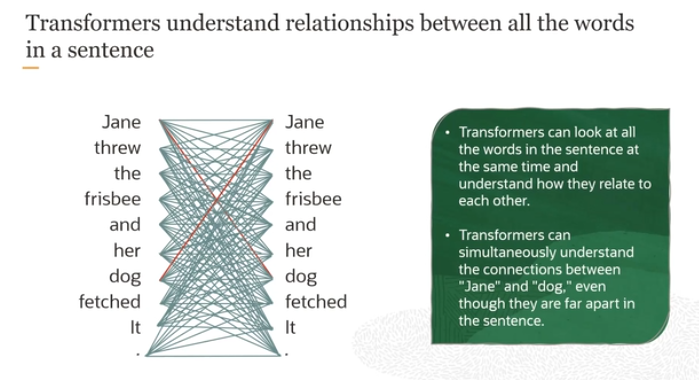 Transformers understand relationships between all the words
in a sentence
Jane
threw
the
frisbee
and
her
dog
fetched
It
.
Jane
threw
the
frisbee
and
her
dog
fetched
It
.
• Transformers can look at all
the words in the sentence at
the same time and
understand how they relate to
each other.
• Transformers can
simultaneously understand
the connections between
"Jane" and "dog," even
though they are far apart in
the sentence.